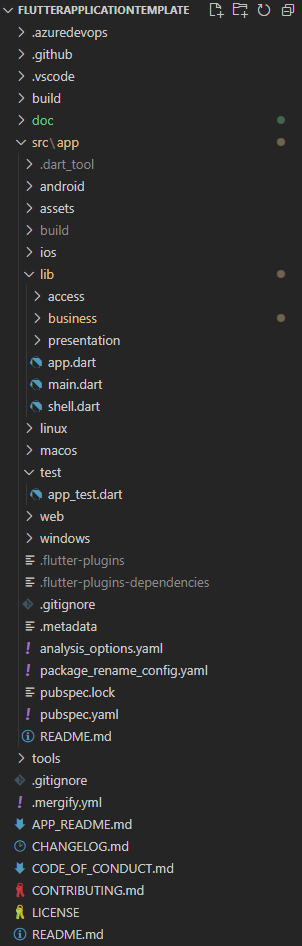 FLUTTERAPPLICATIONTEMPLATE
.azuredevops
.github
.vscode
build
doc
src\app
.dart_tool
android
assets
build
ios
lib
access
business
presentation
app.dart
main.dart
shell.dart
linux
macos
test
app_test.dart
web
windows
.flutter-plugins
.flutter-plugins-dependencies
.gitignore
.metadata
analysis_options.yaml
package_rename_config.yaml
pubspec.lock
pubspec.yaml
README.md
tools
.gitignore
.mergify.yml
APP_README.md
CHANGELOG.md
CODE_OF_CONDUCT.md
CONTRIBUTING.md
LICENSE
README.md